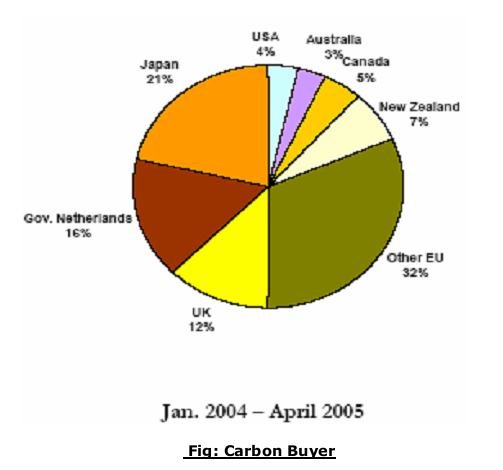 USA
4%
Australia
3%
Canada
5%
New Zealand
7%
Other EU
32%
UK
12%
Gov. Netherlands
16%
Japan
21%
Jan. 2004 – April 2005
Fig: Carbon Buyer